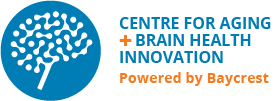 CENTRE FOR AGING
+ BRAIN HEALTH
INNOVATION
Powered by Baycrest